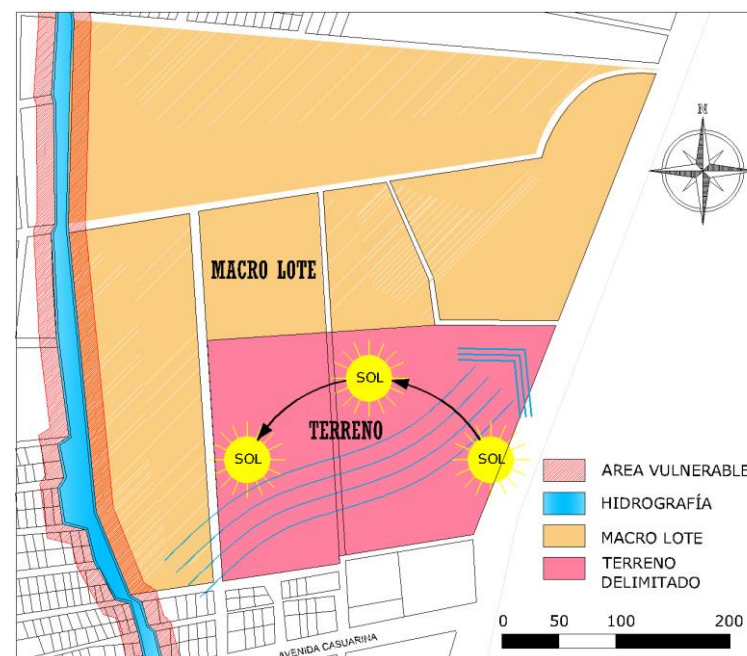 N
MACRO LOTE
SOL
TERRENO
SOL
SOL
AREA VULNERABLE
HIDROGRAFÍA
MACRO LOTE
TERRENO
DELIMITADO
0 50 100 200
AVENIDA CASUARINA